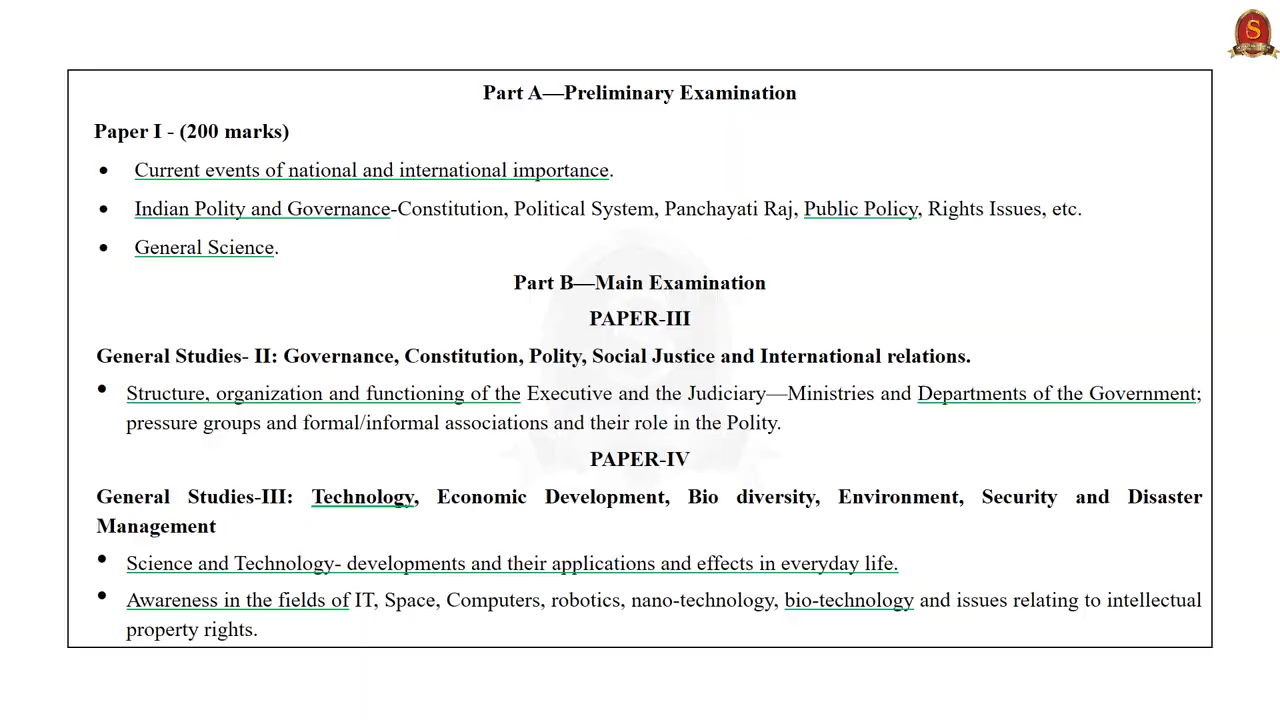 Part A—Preliminary Examination
Paper I - (200 marks)
• Current events of national and international importance.
• Indian Polity and Governance-Constitution, Political System, Panchayati Raj, Public Policy, Rights Issues, etc.
• General Science.
Part B—Main Examination
PAPER-III
General Studies- II: Governance, Constitution, Polity, Social Justice and International relations.
• Structure, organization and functioning of the Executive and the Judiciary—Ministries and Departments of the Government;
pressure groups and formal/informal associations and their role in the Polity.
PAPER-IV
General Studies-III: Technology, Economic Development, Bio diversity, Environment, Security and Disaster
Management
• Science and Technology- developments and their applications and effects in everyday life.
• Awareness in the fields of IT, Space, Computers, robotics, nano-technology, bio-technology and issues relating to intellectual
property rights.
S